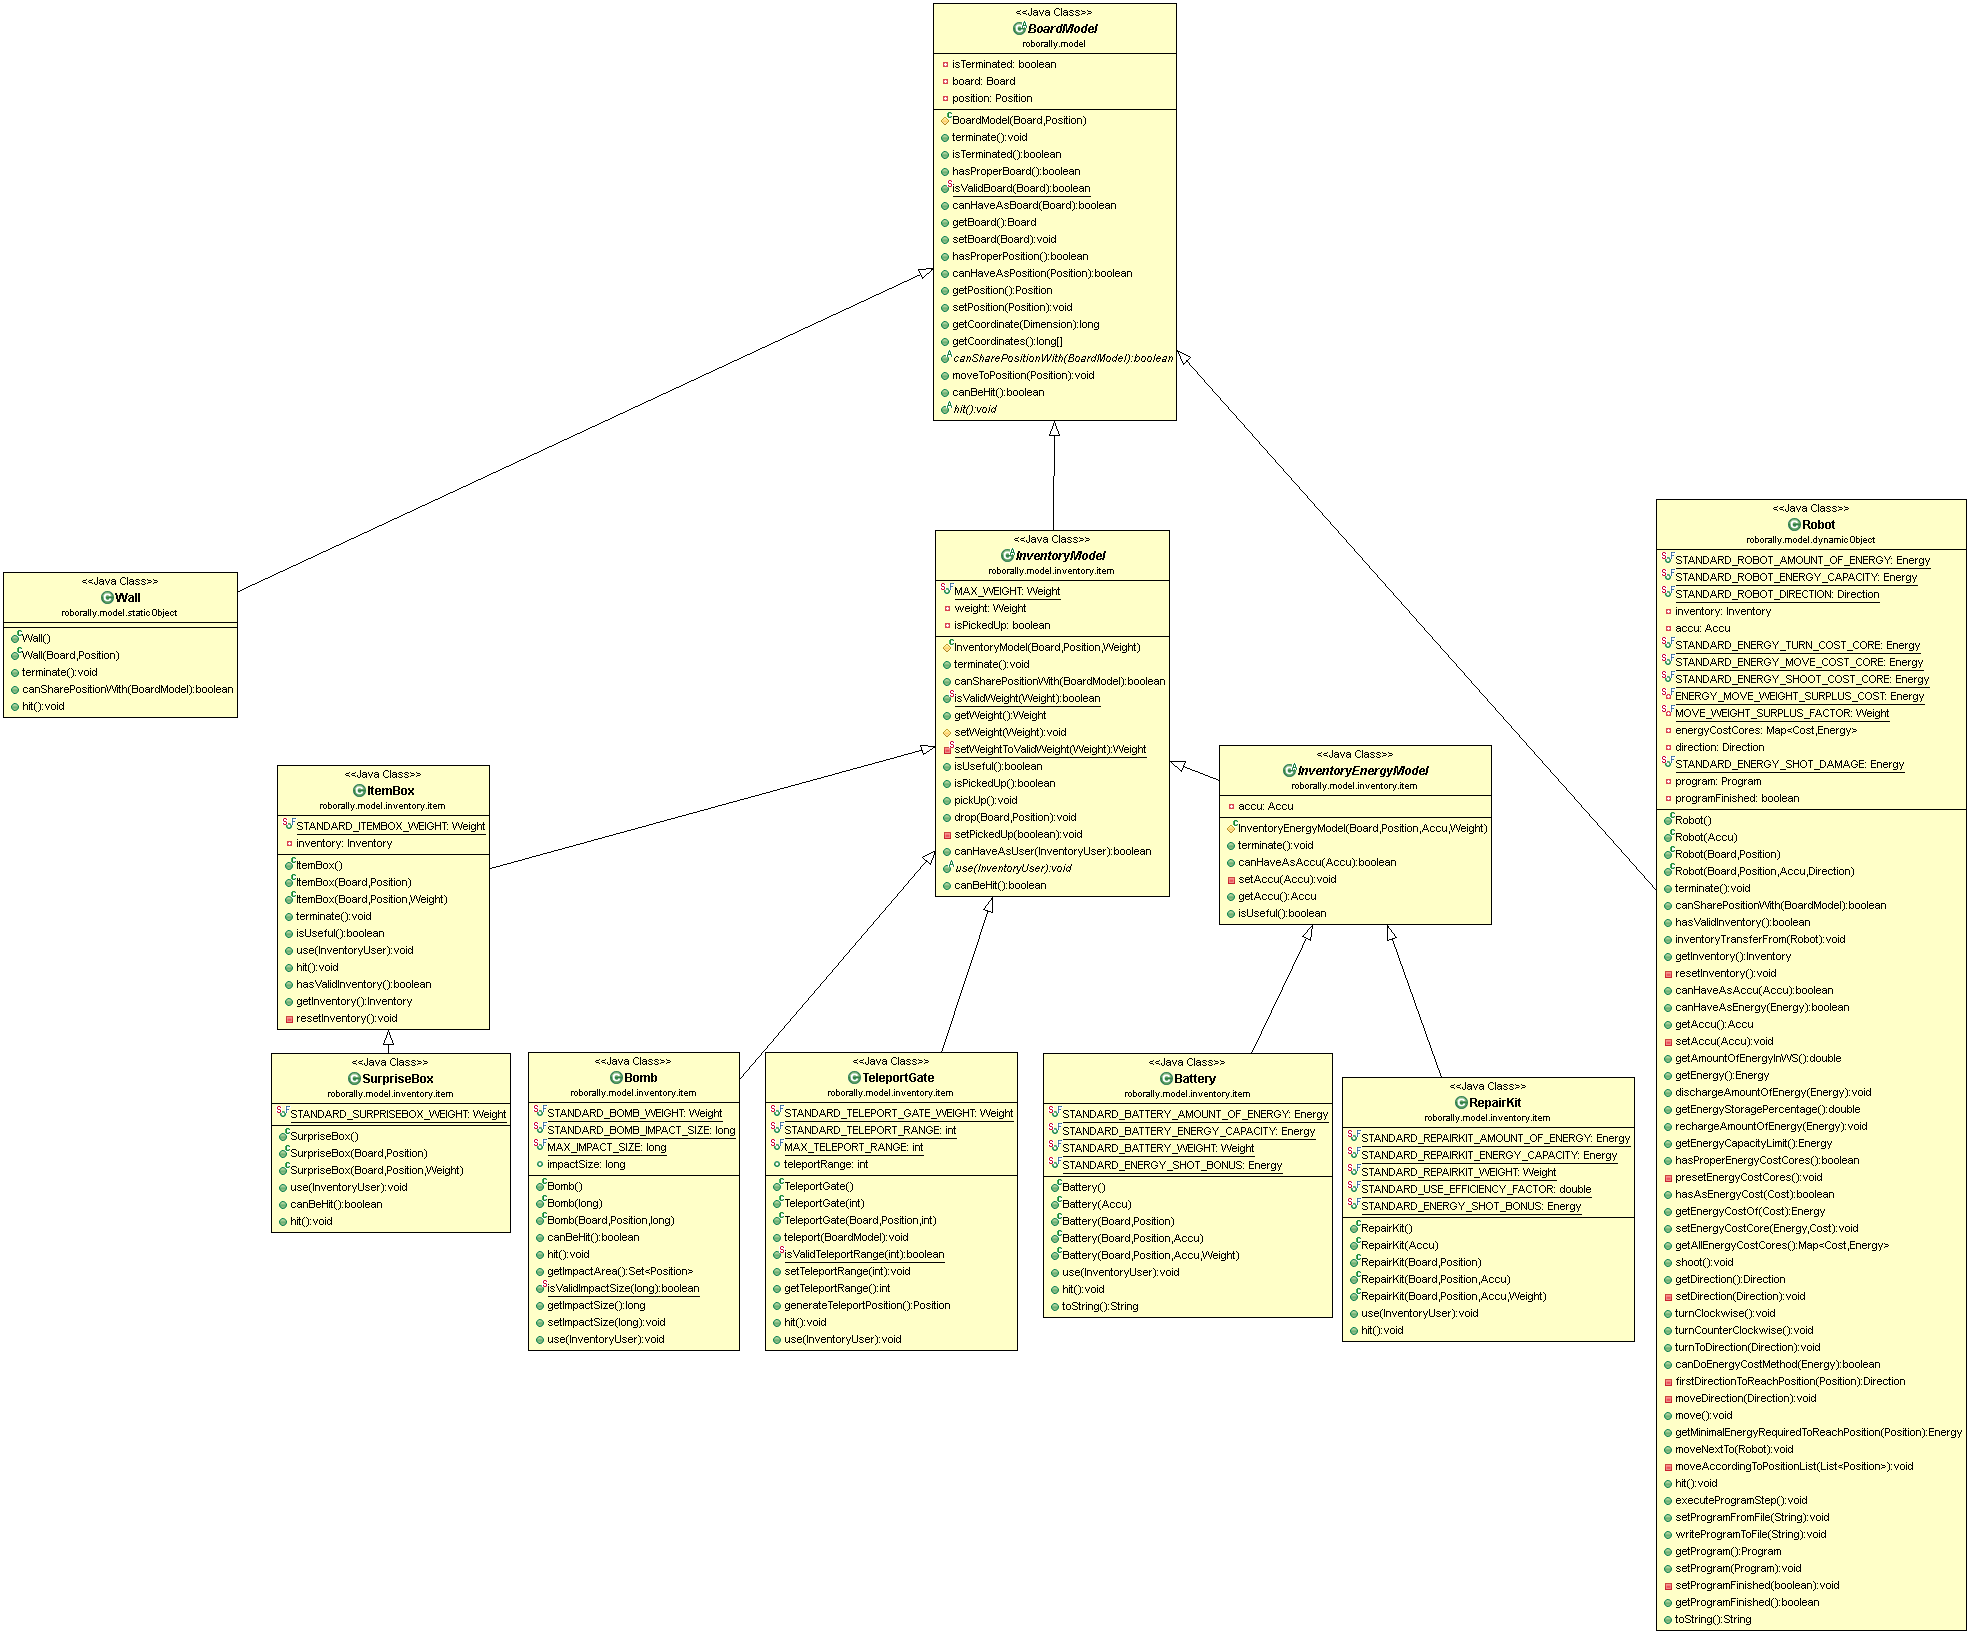 <<Java Class>>
BoardModel
roborally.model
isTerminated: boolean
board: Board
position: Position
BoardModel(Board,Position)
terminate():void
isTerminated():boolean
hasProperBoard():boolean
isValidBoard(Board):boolean
canHaveAsBoard(Board):boolean
getBoard():Board
setBoard(Board):void
hasProperPosition():boolean
canHaveAsPosition(Position):boolean
getPosition():Position
setPosition(Position):void
getCoordinate(Dimension):long
getCoordinates():long[]
canSharePositionWith(BoardModel):boolean
moveToPosition(Position):void
canBeHit():boolean
hit():void
<<Java Class>>
Wall
roborally.model.staticObject
Wall()
Wall(Board,Position)
terminate():void
canSharePositionWith(BoardModel):boolean
hit():void
<<Java Class>>
InventoryModel
roborally.model.inventory.item
MAX_WEIGHT: Weight
weight: Weight
isPickedUp: boolean
InventoryModel(Board,Position,Weight)
terminate():void
canSharePositionWith(BoardModel):boolean
isValidWeight(Weight):boolean
getWeight():Weight
setWeight(Weight):void
setWeightToValidWeight(Weight):Weight
isUseful():boolean
isPickedUp():boolean
pickUp():void
drop(Board,Position):void
setPickedUp(boolean):void
canHaveAsUser(InventoryUser):boolean
use(InventoryUser):void
canBeHit():boolean
<<Java Class>>
Robot
roborally.model.dynamicObject
STANDARD_ROBOT_AMOUNT_OF_ENERGY: Energy
STANDARD_ROBOT_ENERGY_CAPACITY: Energy
STANDARD_ROBOT_DIRECTION: Direction
inventory: Inventory
accu: Accu
STANDARD_ENERGY_TURN_COST_CORE: Energy
STANDARD_ENERGY_MOVE_COST_CORE: Energy
STANDARD_ENERGY_SHOOT_COST_CORE: Energy
ENERGY_MOVE_WEIGHT_SURPLUS_COST: Energy
MOVE_WEIGHT_SURPLUS_FACTOR: Weight
energyCostCores: Map<Cost,Energy>
direction: Direction
STANDARD_ENERGY_SHOT_DAMAGE: Energy
program: Program
programFinished: boolean
Robot()
Robot(Accu)
Robot(Board,Position)
Robot(Board,Position,Accu,Direction)
terminate():void
canSharePositionWith(BoardModel):boolean
hasValidInventory():boolean
inventoryTransferFrom(Robot):void
getInventory():Inventory
resetInventory():void
canHaveAsAccu(Accu):boolean
canHaveAsEnergy(Energy):boolean
getAccu():Accu
setAccu(Accu):void
getAmountOfEnergyInWS():double
getEnergy():Energy
dischargeAmountOfEnergy(Energy):void
getEnergyStoragePercentage():double
rechargeAmountOfEnergy(Energy):void
getEnergyCapacityLimit():Energy
hasProperEnergyCostCores():boolean
presetEnergyCostCores():void
hasAsEnergyCost(Cost):boolean
getEnergyCostOf(Cost):Energy
setEnergyCostCore(Energy,Cost):void
getAllEnergyCostCores():Map<Cost,Energy>
shoot():void
getDirection():Direction
setDirection(Direction):void
turnClockwise():void
turnCounterClockwise():void
turnToDirection(Direction):void
canDoEnergyCostMethod(Energy):boolean
firstDirectionToReachPosition(Position):Direction
moveDirection(Direction):void
move():void
getMinimalEnergyRequiredToReachPosition(Position):Energy
moveNextTo(Robot):void
moveAccordingToPositionList(List<Position>):void
hit():void
executeProgramStep():void
setProgramFromFile(String):void
writeProgramToFile(String):void
getProgram():Program
setProgram(Program):void
setProgramFinished(boolean):void
getProgramFinished():boolean
toString():String
<<Java Class>>
ItemBox
roborally.model.inventory.item
STANDARD_ITEMBOX_WEIGHT: Weight
inventory: Inventory
ItemBox()
ItemBox(Board,Position)
ItemBox(Board,Position,Weight)
terminate():void
isUseful():boolean
use(InventoryUser):void
hit():void
hasValidInventory():boolean
getInventory():Inventory
resetInventory():void
<<Java Class>>
InventoryEnergyModel
roborally.model.inventory.item
accu: Accu
InventoryEnergyModel(Board,Position,Accu,Weight)
terminate():void
canHaveAsAccu(Accu):boolean
setAccu(Accu):void
getAccu():Accu
isUseful():boolean
<<Java Class>>
SurpriseBox
roborally.model.inventory.item
STANDARD_SURPRISEBOX_WEIGHT: Weight
SurpriseBox()
SurpriseBox(Board,Position)
SurpriseBox(Board,Position,Weight)
use(InventoryUser):void
canBeHit():boolean
hit():void
<<Java Class>>
Bomb
roborally.model.inventory.item
STANDARD_BOMB_WEIGHT: Weight
STANDARD_BOMB_IMPACT_SIZE: long
MAX_IMPACT_SIZE: long
impactSize: long
Bomb()
Bomb(long)
Bomb(Board,Position,long)
canBeHit():boolean
hit():void
getImpactArea():Set<Position>
isValidImpactSize(long):boolean
getImpactSize():long
setImpactSize(long):void
use(InventoryUser):void
<<Java Class>>
TeleportGate
roborally.model.inventory.item
STANDARD_TELEPORT_GATE_WEIGHT: Weight
STANDARD_TELEPORT_RANGE: int
MAX_TELEPORT_RANGE: int
teleportRange: int
TeleportGate()
TeleportGate(int)
TeleportGate(Board,Position,int)
teleport(BoardModel):void
isValidTeleportRange(int):boolean
setTeleportRange(int):void
getTeleportRange():int
generateTeleportPosition():Position
hit():void
use(InventoryUser):void
<<Java Class>>
Battery
roborally.model.inventory.item
STANDARD_BATTERY_AMOUNT_OF_ENERGY: Energy
STANDARD_BATTERY_ENERGY_CAPACITY: Energy
STANDARD_BATTERY_WEIGHT: Weight
STANDARD_ENERGY_SHOT_BONUS: Energy
Battery()
Battery(Accu)
Battery(Board,Position)
Battery(Board,Position,Accu)
Battery(Board,Position,Accu,Weight)
use(InventoryUser):void
hit():void
toString():String
<<Java Class>>
RepairKit
roborally.model.inventory.item
STANDARD_REPAIRKIT_AMOUNT_OF_ENERGY: Energy
STANDARD_REPAIRKIT_ENERGY_CAPACITY: Energy
STANDARD_REPAIRKIT_WEIGHT: Weight
STANDARD_USE_EFFICIENCY_FACTOR: double
STANDARD_ENERGY_SHOT_BONUS: Energy
RepairKit()
RepairKit(Accu)
RepairKit(Board,Position)
RepairKit(Board,Position,Accu)
RepairKit(Board,Position,Accu,Weight)
use(InventoryUser):void
hit():void